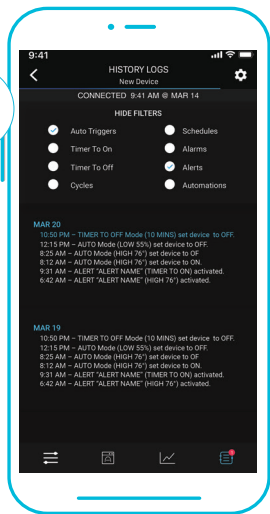 9:41
HISTORY LOGS
New Device
CONNECTED 9:41 AM @ MAR 14
HIDE FILTERS
Auto Triggers Schedules
Timer To On Alarms
Timer To Off Alerts
Cycles Automations
MAR 20
10:50 PM – TIMER TO OFF Mode (10 MINS) set device to OFF.
12:15 PM – AUTO Mode (LOW 55%) set device to OFF.
8:25 AM – AUTO Mode (HIGH 76°) set device to OF
8:12 AM – AUTO Mode (HIGH 76°) set device to ON.
9:31 AM – ALERT "ALERT NAME" (TIMER TO ON) activated.
6:42 AM – ALERT "ALERT NAME" (HIGH 76°) activated.
MAR 19
10:50 PM – TIMER TO OFF Mode (10 MINS) set device to OFF.
12:15 PM – AUTO Mode (LOW 55%) set device to OFF.
8:25 AM – AUTO Mode (HIGH 76°) set device to OF
8:12 AM – AUTO Mode (HIGH 76°) set device to ON.
9:31 AM – ALERT "ALERT NAME" (TIMER TO ON) activated.
6:42 AM – ALERT "ALERT NAME" (HIGH 76°) activated.